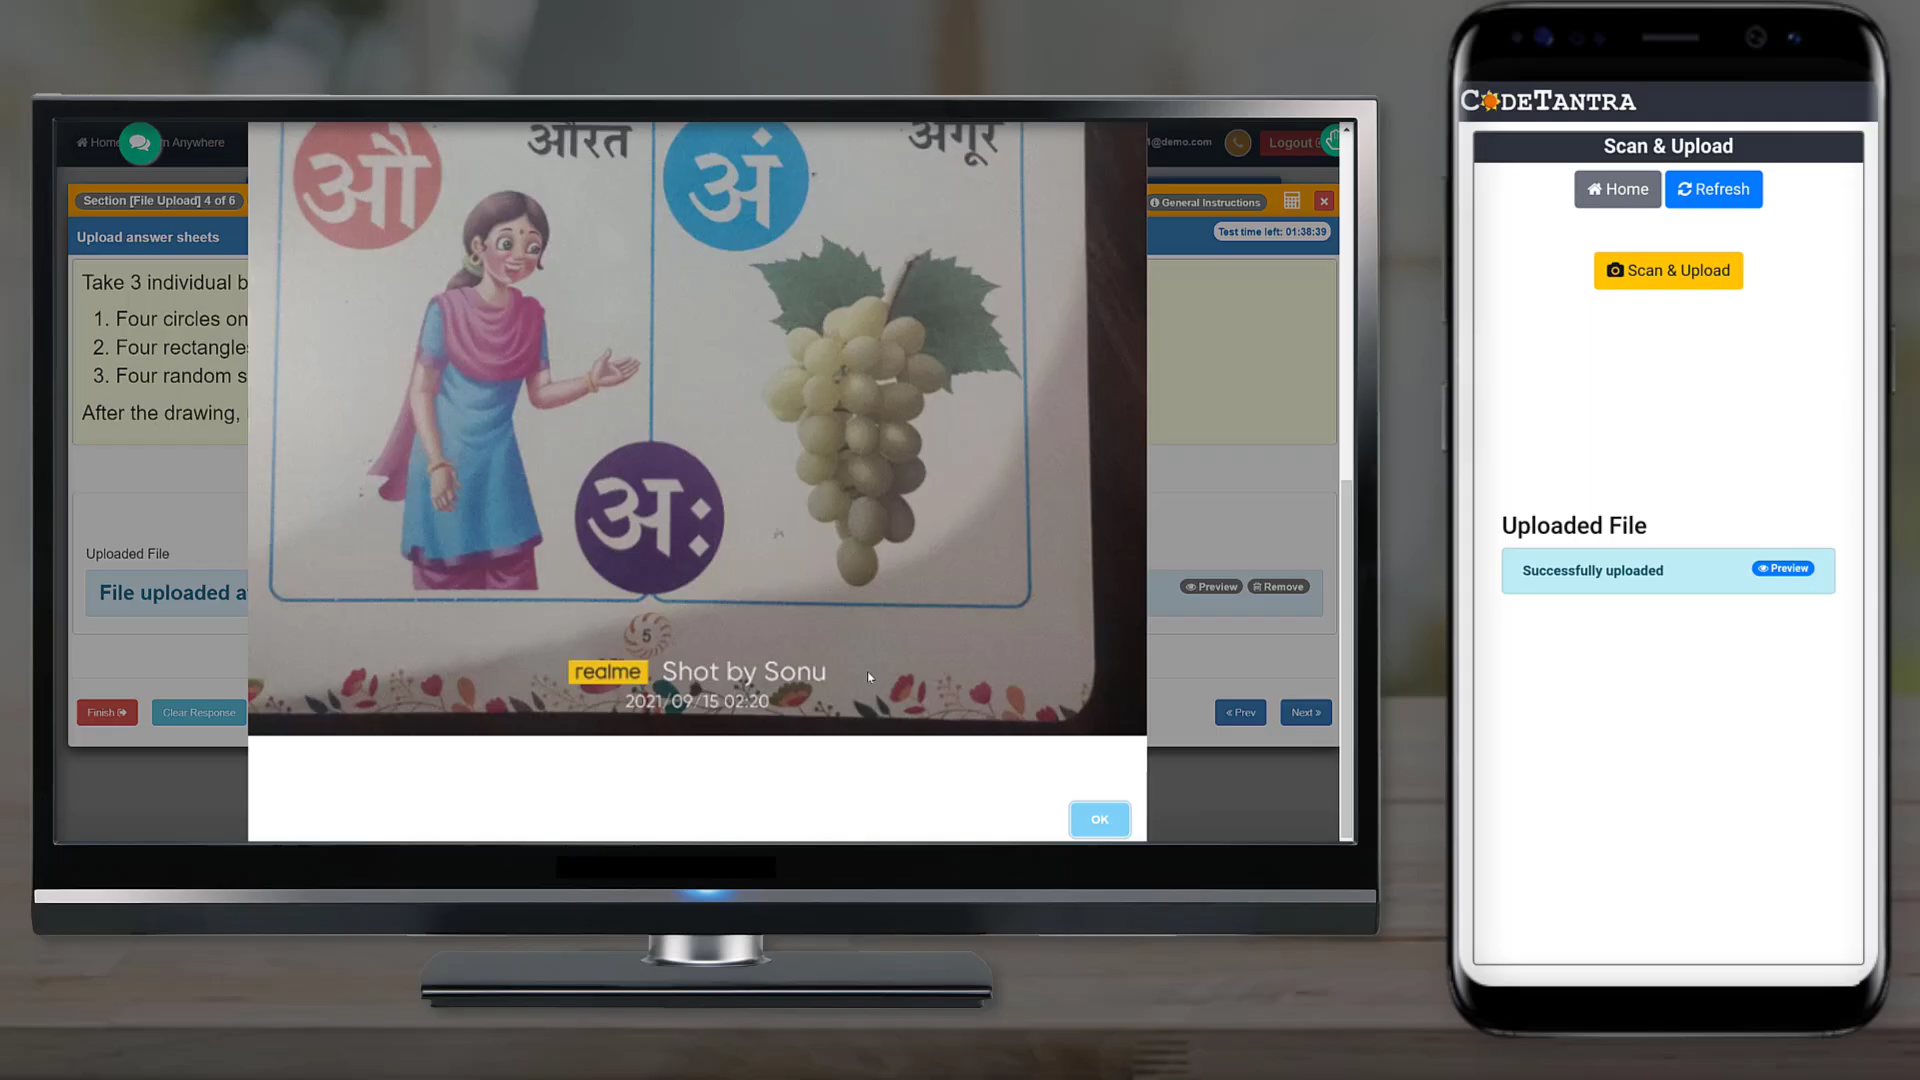 Home
n Anywhere
1@demo.com
Logout
Section [File Upload] 4 of 6
General Instructions
Upload answer sheets
Test time left: 01:38:39
Take 3 individual b
1. Four circles on
2. Four rectangle
3. Four random s
After the drawing,
Uploaded File
File uploaded a
Preview
Remove
Finish
Clear Response
« Prev
Next »
औ
औरत
अं
अंगूर
अः
5
realme Shot by Sonu
2021/09/15 02:20
OK
CODETANTRA
Scan & Upload
Home
Refresh
Scan & Upload
Uploaded File
Successfully uploaded
Preview